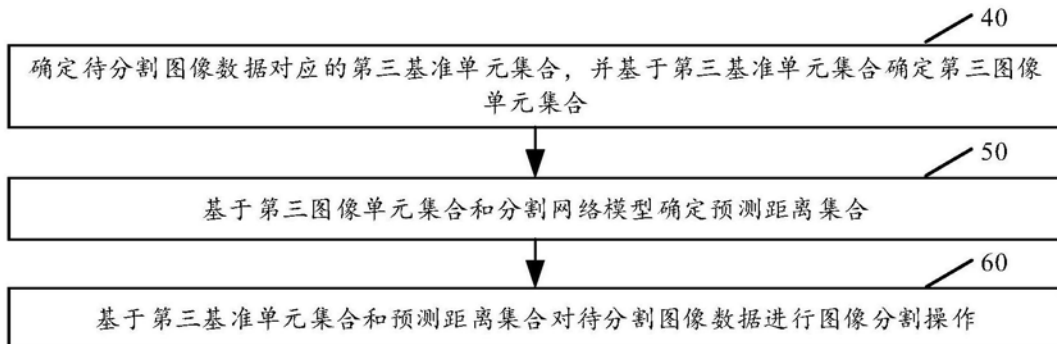 40
确定待分割图像数据对应的第三基准单元集合，并基于第三基准单元集合确定第三图像
单元集合
50
基于第三图像单元集合和分割网络模型确定预测距离集合
60
基于第三基准单元集合和预测距离集合对待分割图像数据进行图像分割操作